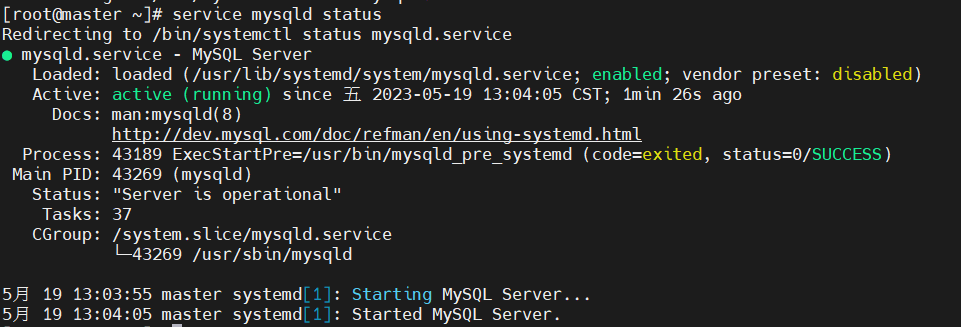 [root@master ~]# service mysqld status
Redirecting to /bin/systemctl status mysqld.service
● mysqld.service - MySQL Server
Loaded: loaded (/usr/lib/systemd/system/mysqld.service; enabled; vendor preset: disabled)
Active: active (running) since 五 2023-05-19 13:04:05 CST; 1min 26s ago
Docs: man:mysqld(8)
http://dev.mysql.com/doc/refman/en/using-systemd.html
Process: 43189 ExecStartPre=/usr/bin/mysqld_pre_systemd (code=exited, status=0/SUCCESS)
Main PID: 43269 (mysqld)
Status: "Server is operational"
Tasks: 37
CGroup: /system.slice/mysqld.service
└─43269 /usr/sbin/mysqld
5月 19 13:03:55 master systemd[1]: Starting MySQL Server...
5月 19 13:04:05 master systemd[1]: Started MySQL Server.